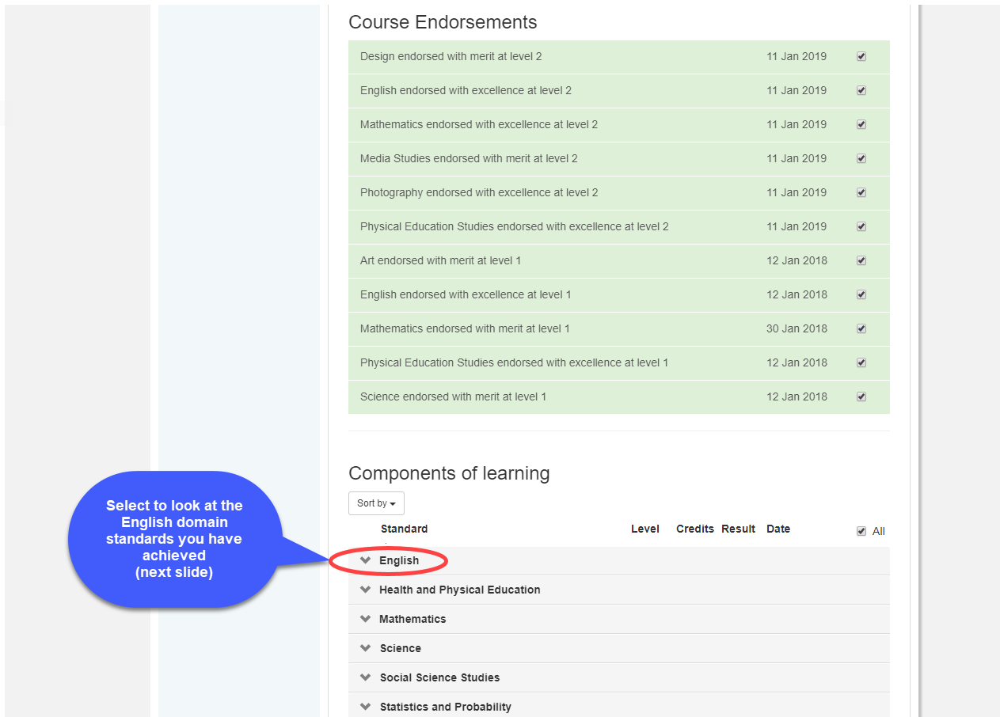 Course Endorsements
Design endorsed with merit at level 2 11 Jan 2019
English endorsed with excellence at level 2 11 Jan 2019
Mathematics endorsed with excellence at level 2 11 Jan 2019
Media Studies endorsed with merit at level 2 11 Jan 2019
Photography endorsed with excellence at level 2 11 Jan 2019
Physical Education Studies endorsed with excellence at level 2 11 Jan 2019
Art endorsed with merit at level 1 12 Jan 2018
English endorsed with excellence at level 1 12 Jan 2018
Mathematics endorsed with merit at level 1 30 Jan 2018
Physical Education Studies endorsed with excellence at level 1 12 Jan 2018
Science endorsed with merit at level 1 12 Jan 2018
Components of learning
Sort by
Standard Level Credits Result Date All
English
Health and Physical Education
Mathematics
Science
Social Science Studies
Statistics and Probability
Select to look at the
English domain
standards you have
achieved
(next slide)